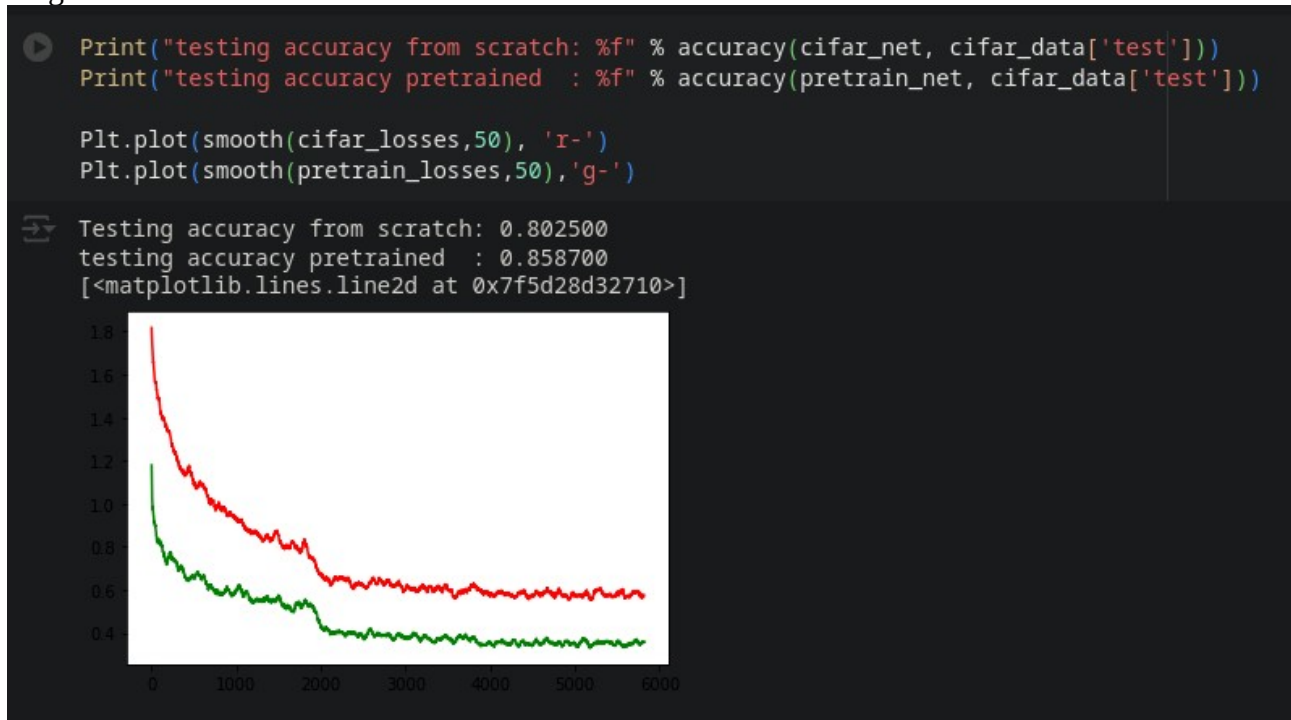 Print("testing accuracy from scratch: %f" % accuracy(cifar_net, cifar_data['test']))
Print("testing accuracy pretrained  : %f" % accuracy(pretrain_net, cifar_data['test']))
Plt.plot(smooth(cifar_losses,50), 'r-')
Plt.plot(smooth(pretrain_losses,50),'g-')
Testing accuracy from scratch: 0.802500
testing accuracy pretrained  : 0.858700
[<matplotlib.lines.line2d at 0x7f5d28d32710>]
1.8
1.6
1.4
1.2
1.0
0.8
0.6
0.4
0 1000 2000 3000 4000 5000 6000